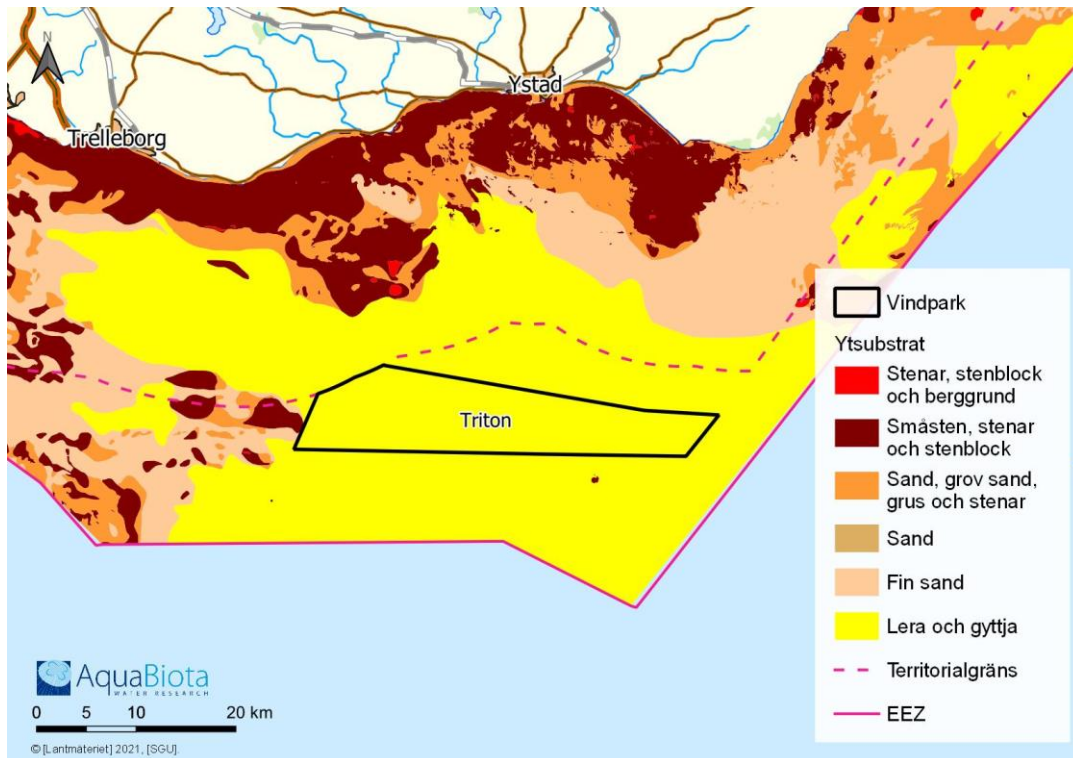 N
Ystad
Trelleborg
Triton
Vindpark
Ytsubstrat
Stenar, stenblock
och berggrund
Småsten, stenar
och stenblock
Sand, grov sand,
grus och stenar
Sand
Fin sand
Lera och gyttja
Territorialgräns
EEZ
AquaBiota
WATER RESEARCH
0 5 10 20 km
© [Lantmäteriet] 2021, [SGU].